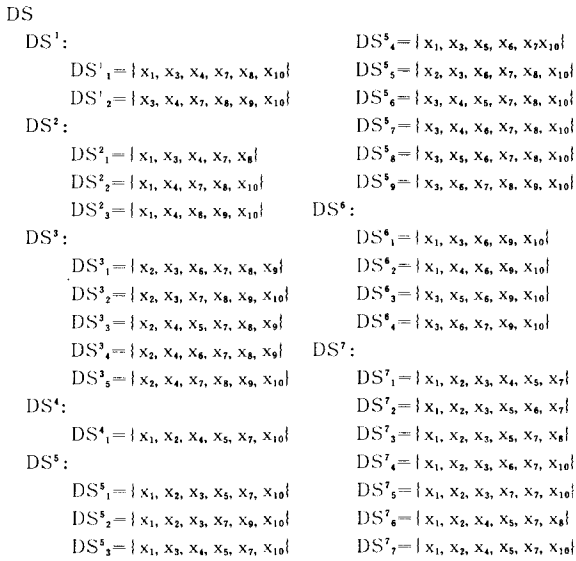 DS
DS¹:
DS¹₁={x₁, x₃, x₄, x₇, x₈, x₁₀}
DS¹₂={x₃, x₄, x₇, x₈, x₉, x₁₀}
DS²:
DS²₁={x₁, x₃, x₄, x₇, x₈}
DS²₂={x₁, x₄, x₇, x₈, x₁₀}
DS²₃={x₁, x₄, x₈, x₉, x₁₀}
DS³:
DS³₁={x₂, x₃, x₆, x₇, x₈, x₉}
DS³₂={x₂, x₃, x₇, x₈, x₉, x₁₀}
DS³₃={x₂, x₄, x₅, x₇, x₈, x₉}
DS³₄={x₂, x₄, x₆, x₇, x₈, x₉}
DS³₅={x₂, x₄, x₇, x₈, x₉, x₁₀}
DS⁴:
DS⁴₁={x₁, x₂, x₄, x₅, x₇, x₁₀}
DS⁵:
DS⁵₁={x₁, x₂, x₃, x₅, x₇, x₁₀}
DS⁵₂={x₁, x₂, x₃, x₇, x₉, x₁₀}
DS⁵₃={x₁, x₃, x₄, x₅, x₇, x₁₀}
DS⁵₄={x₁, x₃, x₅, x₆, x₇x₁₀}
DS⁵₅={x₂, x₃, x₆, x₇, x₈, x₁₀}
DS⁵₆={x₃, x₄, x₅, x₇, x₈, x₁₀}
DS⁵₇={x₃, x₄, x₆, x₇, x₈, x₁₀}
DS⁵₈={x₃, x₅, x₆, x₇, x₈, x₁₀}
DS⁵₉={x₃, x₆, x₇, x₈, x₉, x₁₀}
DS⁶:
DS⁶₁={x₁, x₃, x₆, x₉, x₁₀}
DS⁶₂={x₁, x₄, x₆, x₉, x₁₀}
DS⁶₃={x₃, x₅, x₆, x₉, x₁₀}
DS⁶₄={x₃, x₆, x₇, x₉, x₁₀}
DS⁷:
DS⁷₁={x₁, x₂, x₃, x₄, x₅, x₇}
DS⁷₂={x₁, x₂, x₃, x₅, x₆, x₇}
DS⁷₃={x₁, x₂, x₃, x₅, x₇, x₈}
DS⁷₄={x₁, x₂, x₃, x₆, x₇, x₁₀}
DS⁷₅={x₁, x₂, x₃, x₇, x₇, x₁₀}
DS⁷₆={x₁, x₂, x₄, x₅, x₇, x₈}
DS⁷₇={x₁, x₂, x₄, x₅, x₇, x₁₀}